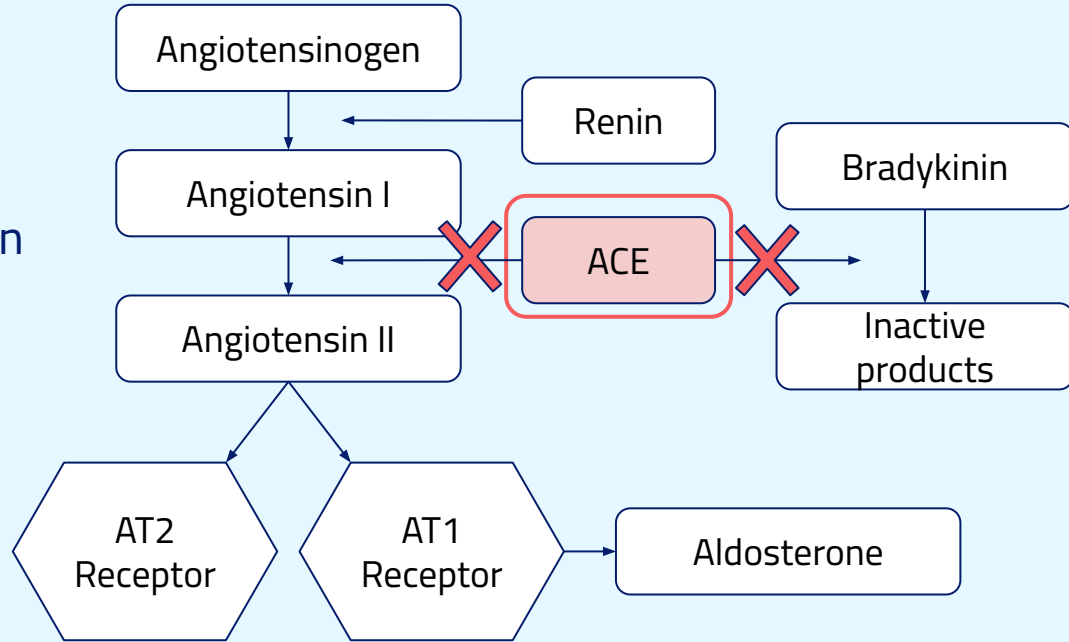 Angiotensinogen
Renin
Bradykinin
Angiotensin I
n
ACE
Angiotensin II
Inactive
products
AT2
Receptor
AT1
Receptor
Aldosterone